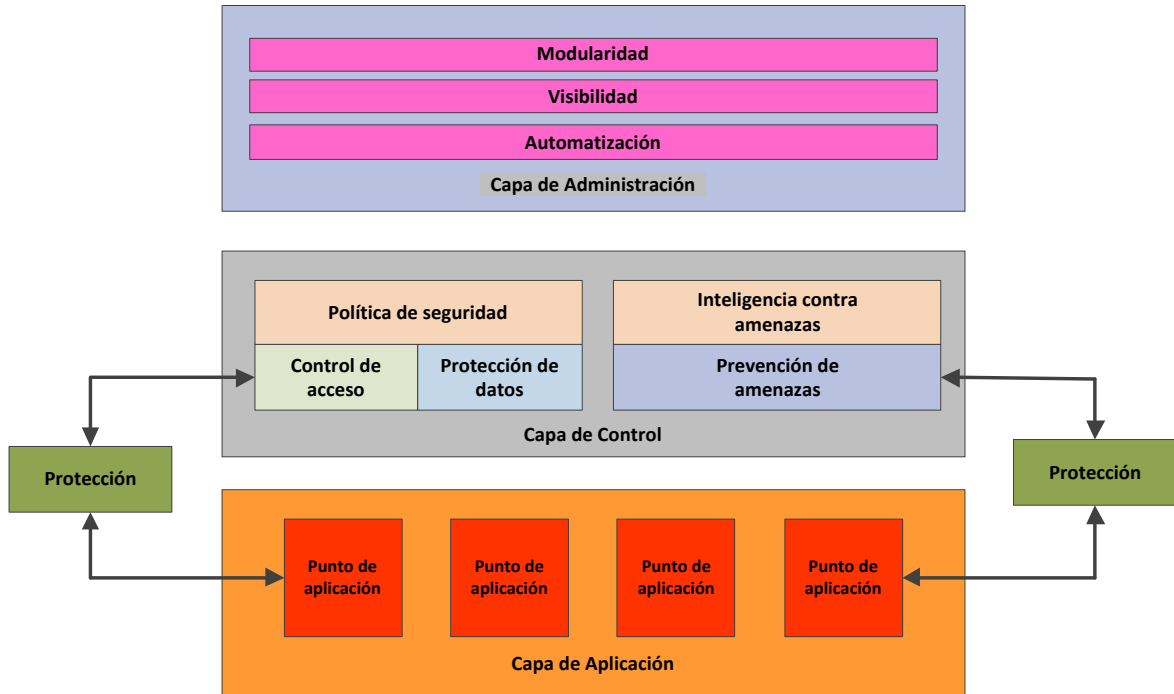 Modularidad
Visibilidad
Automatización
Capa de Administración
Política de seguridad
Inteligencia contra
amenazas
Control de
acceso
Protección de
datos
Prevención de
amenazas
Capa de Control
Protección
Protección
Punto de
aplicación
Punto de
aplicación
Punto de
aplicación
Punto de
aplicación
Capa de Aplicación